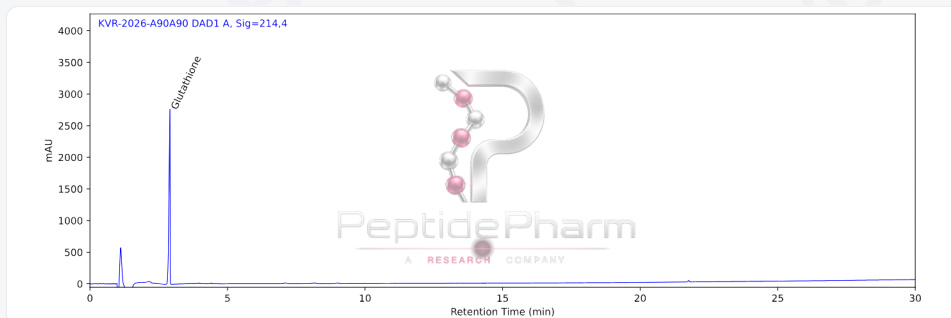 KVR-2026-A90A90 DAD1 A, Sig=214,4
4000
3500
3000
2500
2000
1500
1000
500
0
mAU
Glutathione
PeptidePharm
A RESEARCH COMPANY
0 5 10 15 20 25 30
Retention Time (min)